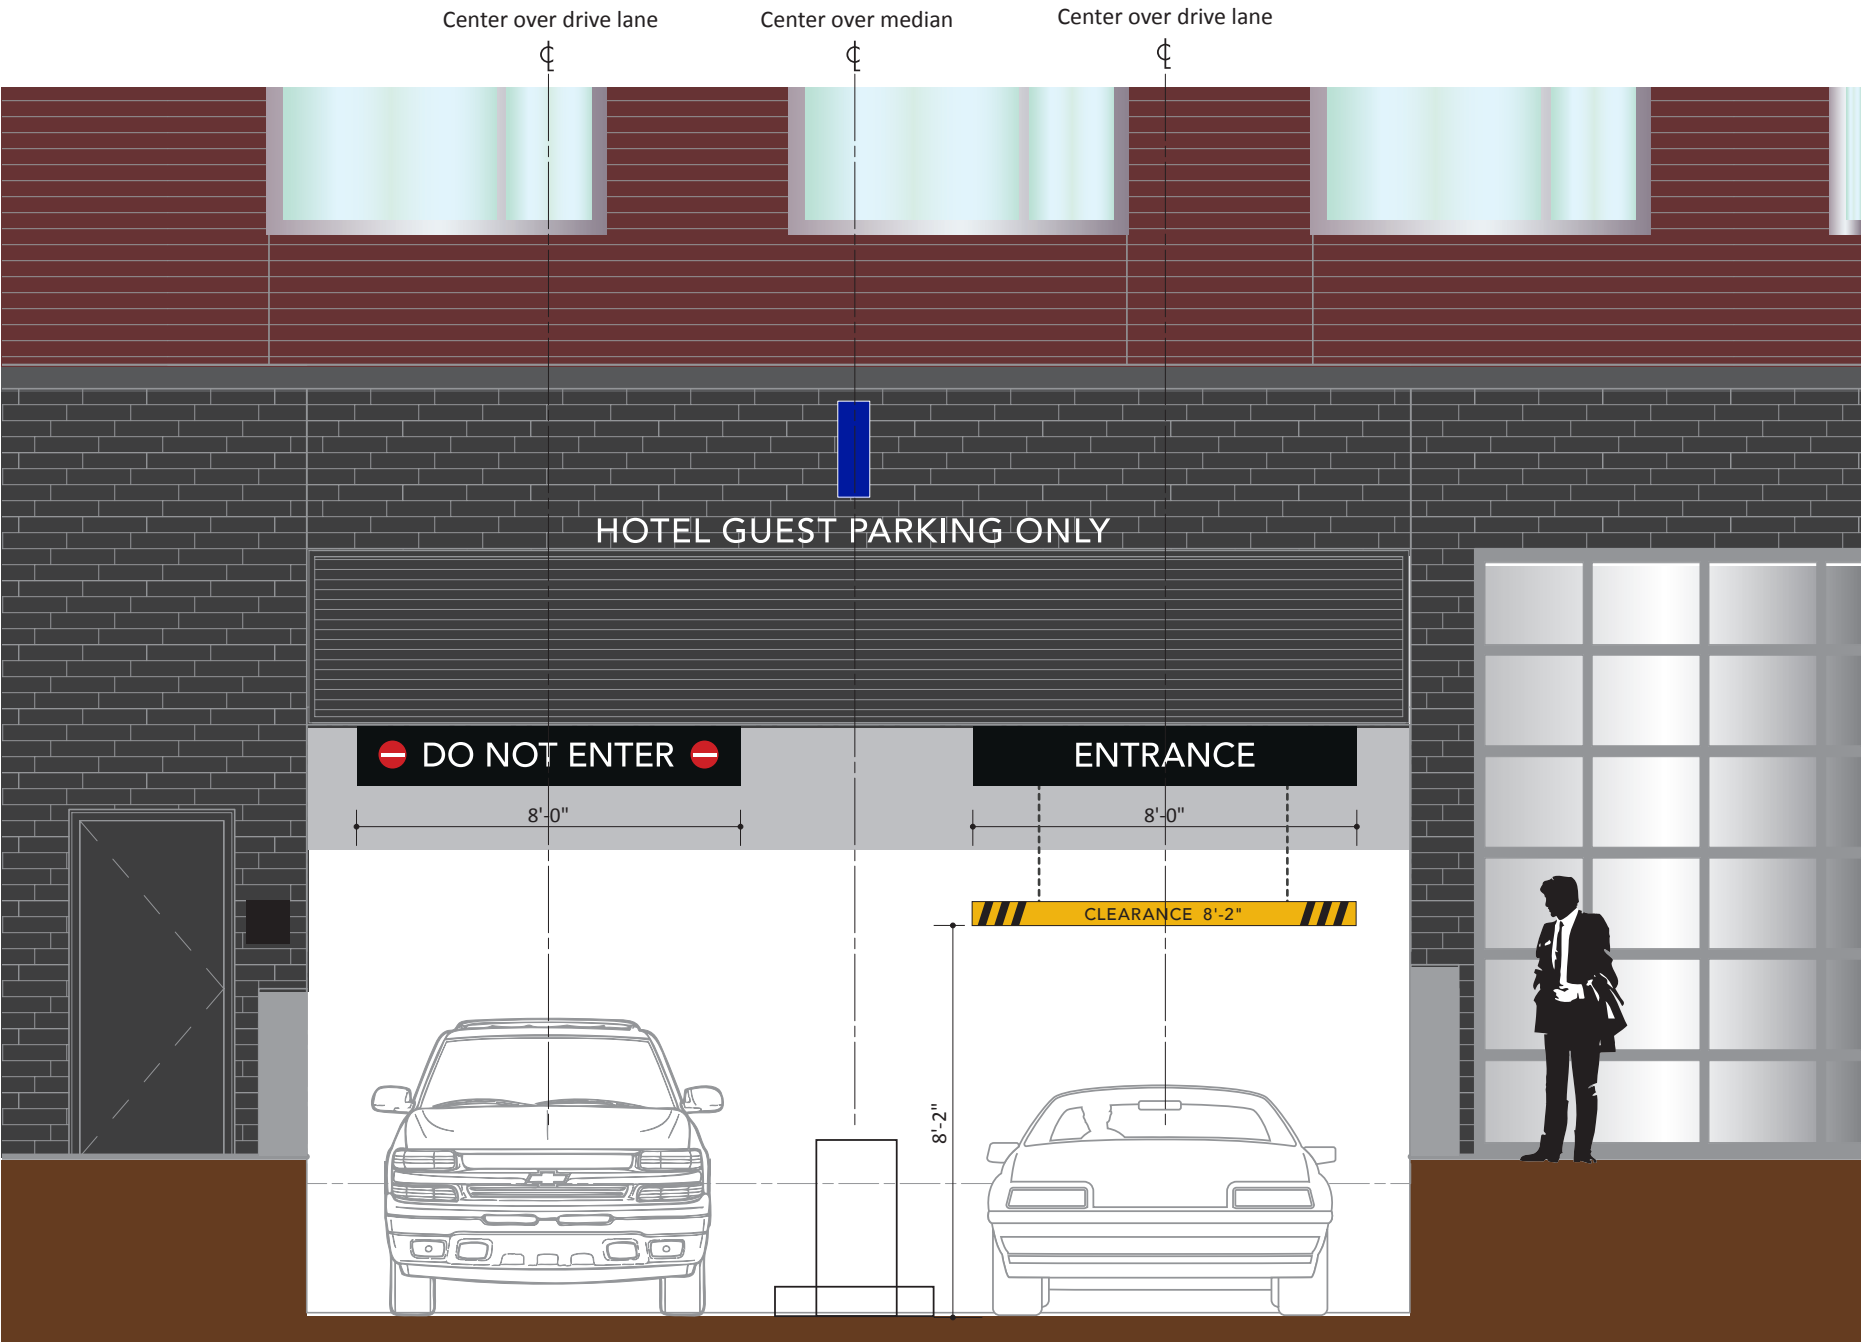 Center over drive lane
Center over median
Center over drive lane
℄
℄
℄
HOTEL GUEST PARKING ONLY
DO NOT ENTER
ENTRANCE
8'-0"
8'-0"
CLEARANCE 8'-2"
8'-2"